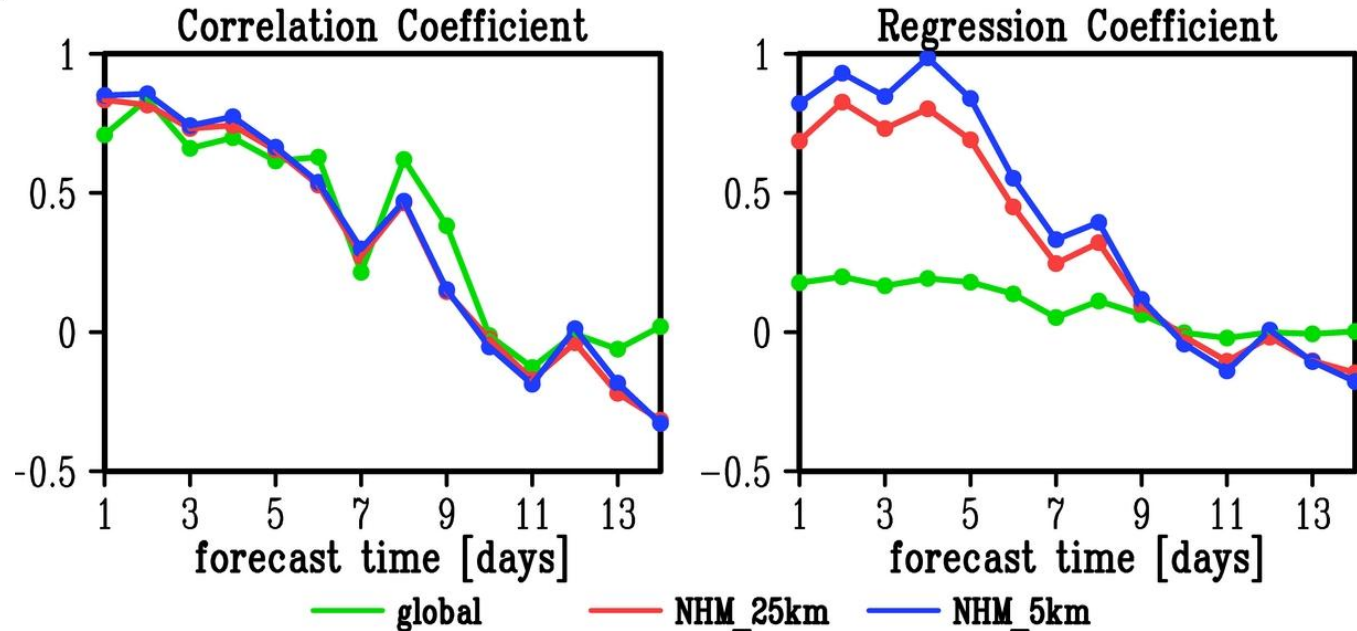 Correlation Coefficient
1
0.5
0
-0.5
1 3 5 7 9 11 13
forecast time [days]
Regression Coefficient
1
0.5
0
-0.5
1 3 5 7 9 11 13
forecast time [days]
global NHM_25km NHM_5km